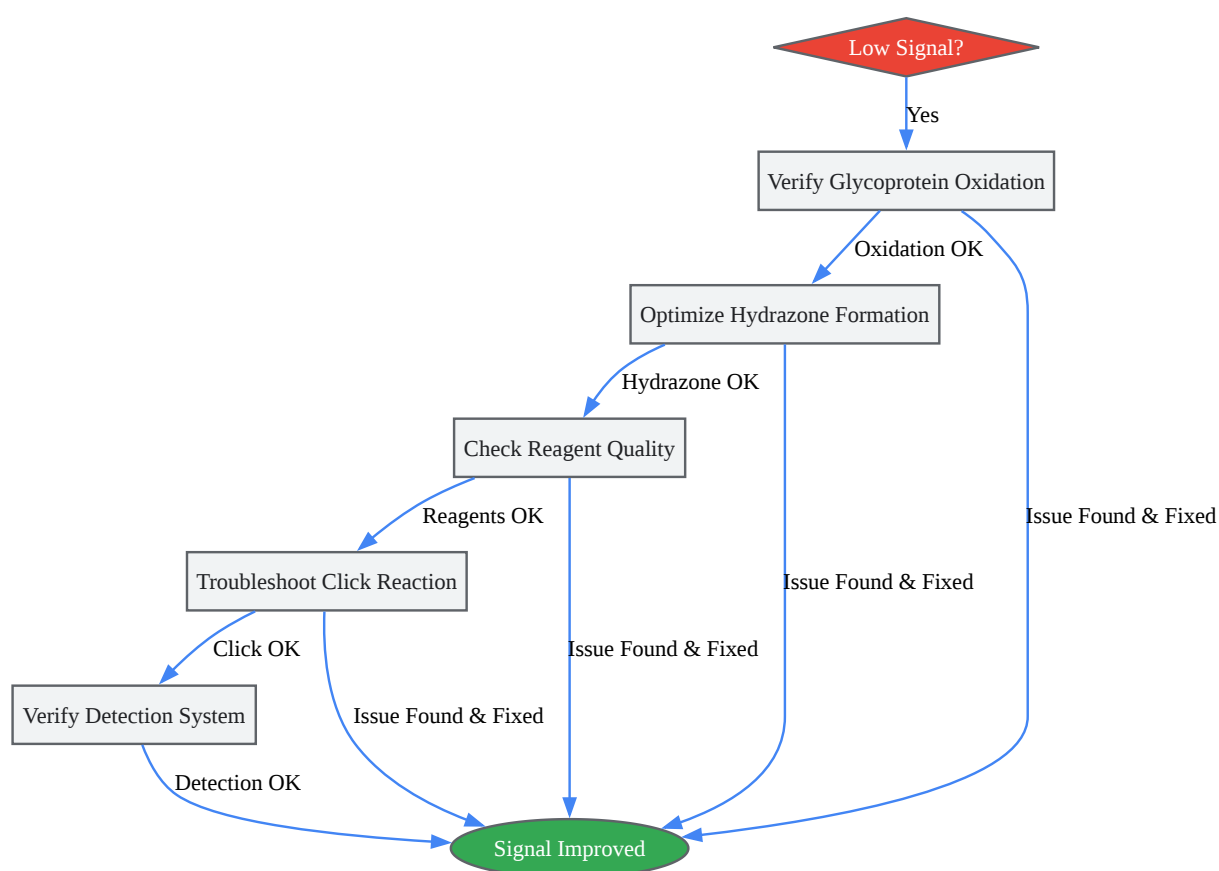 Low Signal?
Yes
Verify Glycoprotein Oxidation
Oxidation OK
Optimize Hydrazone Formation
Hydrazone OK
Check Reagent Quality
Reagents OK
Issue Found & Fixed
Troubleshoot Click Reaction
Issue Found & Fixed
Click OK
Issue Found & Fixed
Verify Detection System
Issue Found & Fixed
Detection OK
Signal Improved